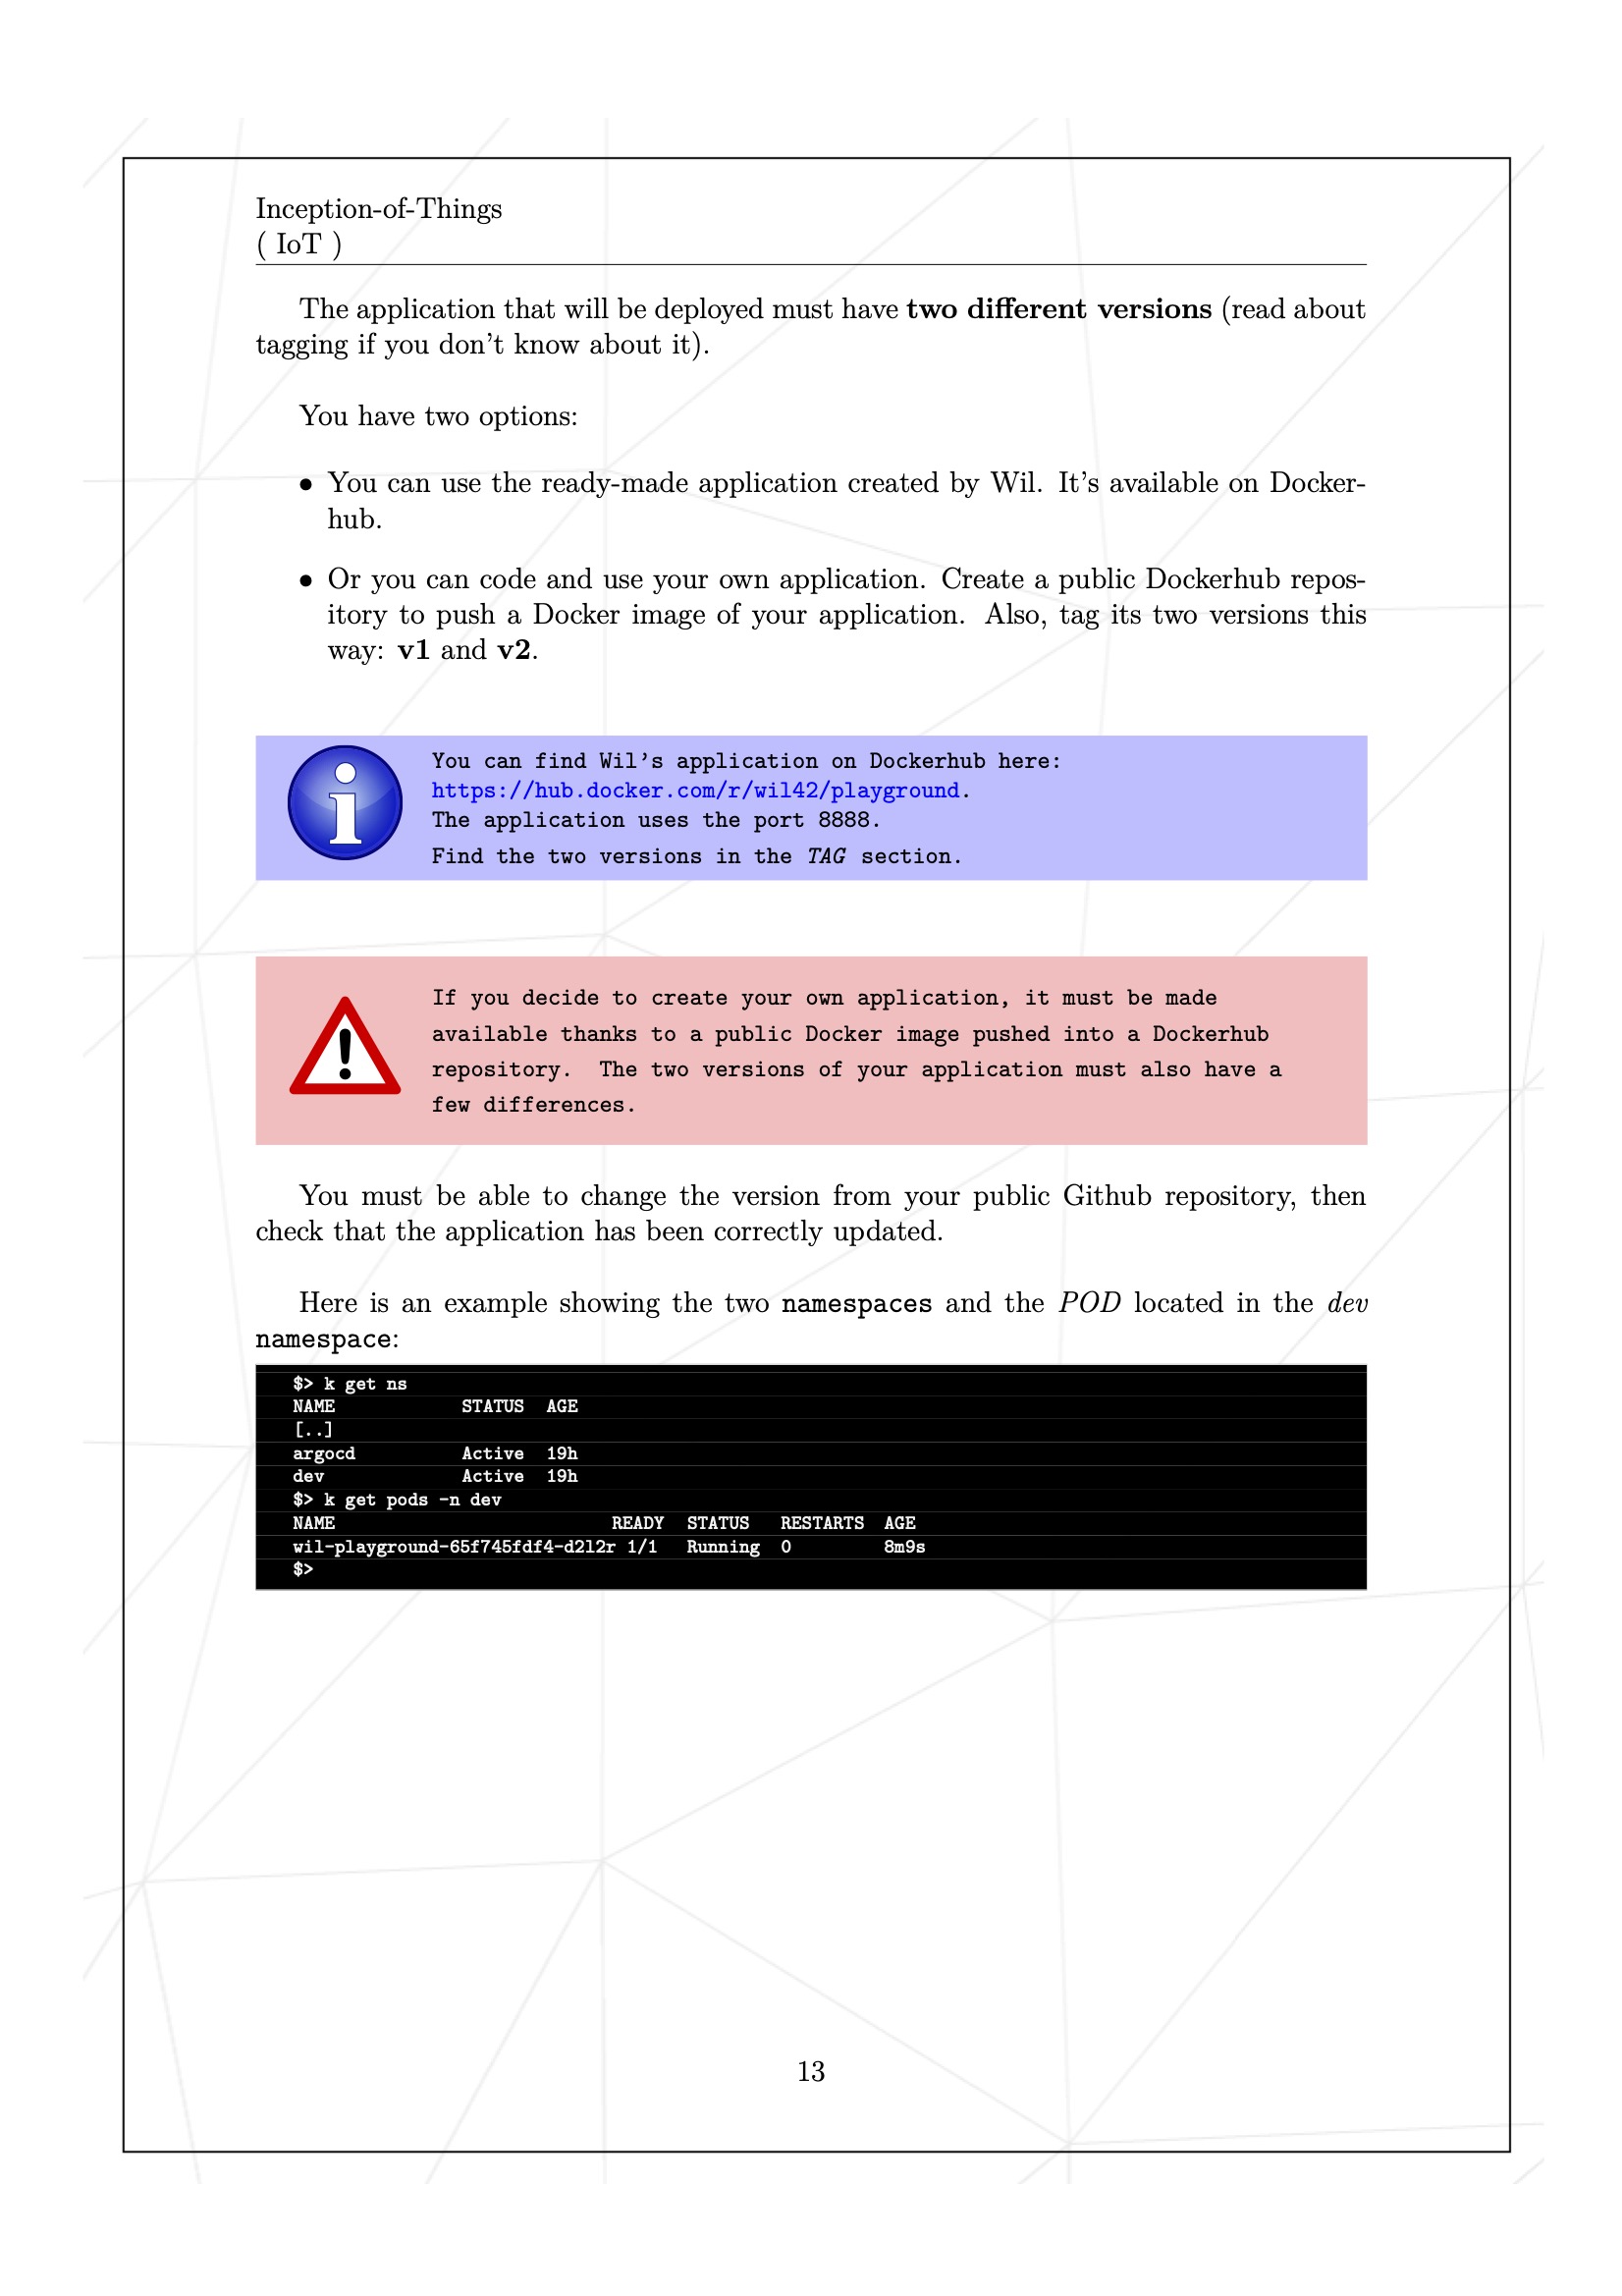 Inception-of-Things
( IoT )
The application that will be deployed must have two different versions (read about
tagging if you don't know about it).
You have two options:
• You can use the ready-made application created by Wil. It's available on Docker-
hub.
• Or you can code and use your own application. Create a public Dockerhub repos-
itory to push a Docker image of your application. Also, tag its two versions this
way: v1 and v2.
You can find Wil's application on Dockerhub here:
https://hub.docker.com/r/wil42/playground.
The application uses the port 8888.
Find the two versions in the TAG section.
If you decide to create your own application, it must be made
available thanks to a public Docker image pushed into a Dockerhub
repository. The two versions of your application must also have a
few differences.
You must be able to change the version from your public Github repository, then
check that the application has been correctly updated.
Here is an example showing the two namespaces and the POD located in the dev
namespace:
$> k get ns
NAME STATUS AGE
[..]
argocd Active 19h
dev Active 19h
$> k get pods -n dev
NAME READY STATUS RESTARTS AGE
wil-playground-65f745fdf4-d2l2r 1/1 Running 0 8m9s
$>
13